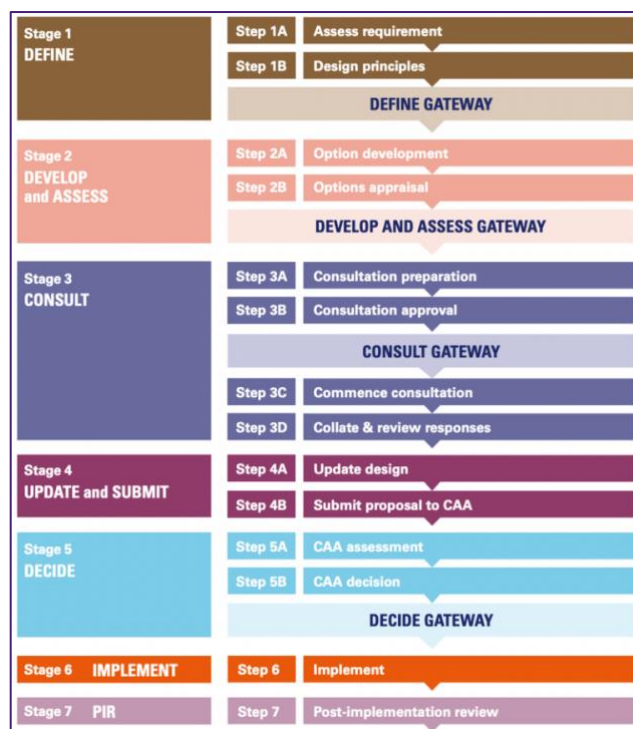 Stage 1
DEFINE
Step 1A Assess requirement
Step 1B Design principles
DEFINE GATEWAY
Stage 2
DEVELOP
and ASSESS
Step 2A Option development
Step 2B Options appraisal
DEVELOP AND ASSESS GATEWAY
Stage 3
CONSULT
Step 3A Consultation preparation
Step 3B Consultation approval
CONSULT GATEWAY
Step 3C Commence consultation
Step 3D Collate & review responses
Stage 4
UPDATE and SUBMIT
Step 4A Update design
Step 4B Submit proposal to CAA
Stage 5
DECIDE
Step 5A CAA assessment
Step 5B CAA decision
DECIDE GATEWAY
Stage 6 IMPLEMENT Step 6 Implement
Stage 7 PIR Step 7 Post-implementation review